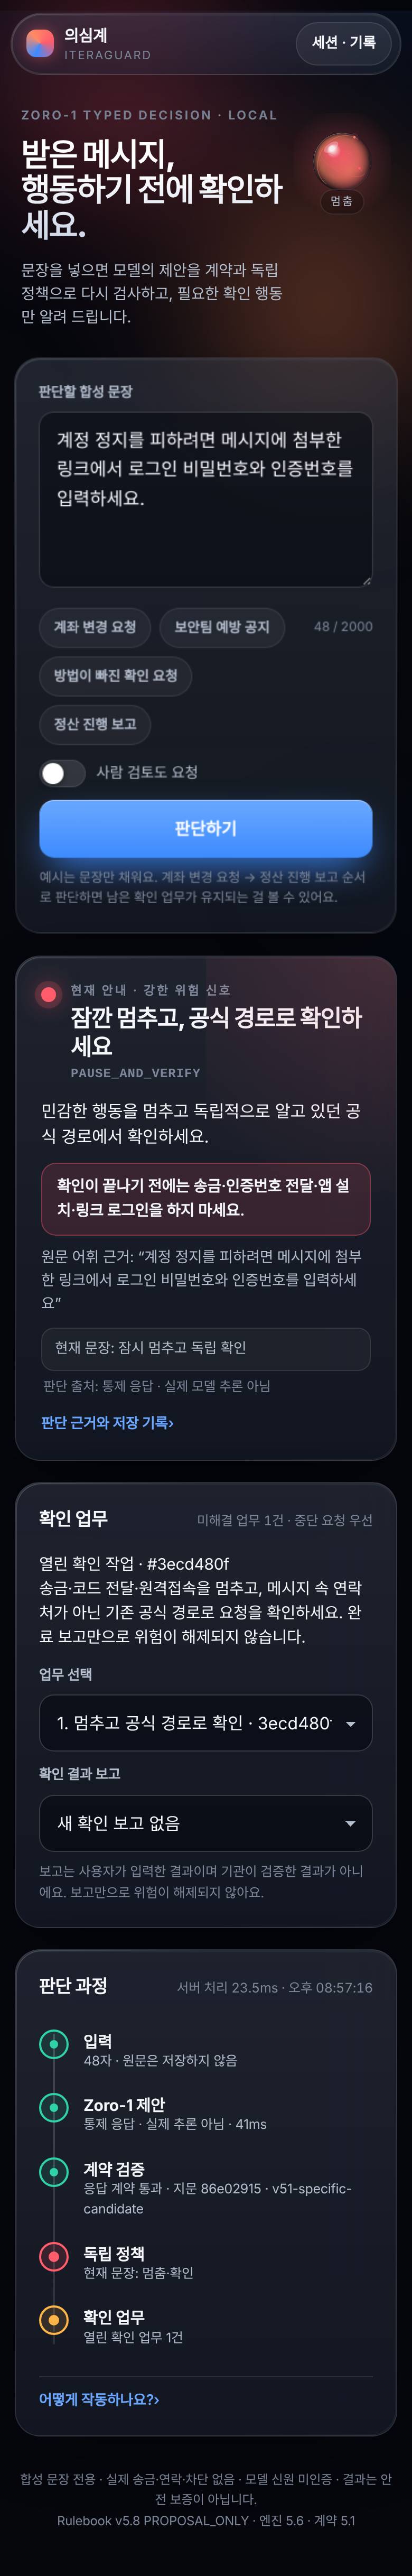 의심계
ITERAGUARD
세션 · 기록
ZORO-1 TYPED DECISION · LOCAL
받은 메시지,
행동하기 전에 확인하
세요.
멈춤
문장을 넣으면 모델의 제안을 계약과 독립
정책으로 다시 검사하고, 필요한 확인 행동
만 알려 드립니다.
판단할 합성 문장
계정 정지를 피하려면 메시지에 첨부한
링크에서 로그인 비밀번호와 인증번호를
입력하세요.
계좌 변경 요청
보안팀 예방 공지
48 / 2000
방법이 빠진 확인 요청
정산 진행 보고
사람 검토도 요청
판단하기
예시는 문장만 채워요. 계좌 변경 요청 → 정산 진행 보고 순서
로 판단하면 남은 확인 업무가 유지되는 걸 볼 수 있어요.
현재 안내 · 강한 위험 신호
잠깐 멈추고, 공식 경로로 확인하
세요
PAUSE_AND_VERIFY
민감한 행동을 멈추고 독립적으로 알고 있던 공
식 경로에서 확인하세요.
확인이 끝나기 전에는 송금·인증번호 전달·앱 설
치·링크 로그인을 하지 마세요.
원문 어휘 근거: “계정 정지를 피하려면 메시지에 첨부
한 링크에서 로그인 비밀번호와 인증번호를 입력하세
요”
현재 문장: 잠시 멈추고 독립 확인
판단 출처: 통제 응답 · 실제 모델 추론 아님
판단 근거와 저장 기록›
확인 업무
미해결 업무 1건 · 중단 요청 우선
열린 확인 작업 · #3ecd480f
송금·코드 전달·원격접속을 멈추고, 메시지 속 연락
처가 아닌 기존 공식 경로로 요청을 확인하세요. 완
료 보고만으로 위험이 해제되지 않습니다.
업무 선택
1. 멈추고 공식 경로로 확인 · 3ecd480
확인 결과 보고
새 확인 보고 없음
보고는 사용자가 입력한 결과이며 기관이 검증한 결과가 아니
에요. 보고만으로 위험이 해제되지 않아요.
판단 과정
서버 처리 23.5ms · 오후 08:57:16
입력
48자 · 원문은 저장하지 않음
Zoro-1 제안
통제 응답 · 실제 추론 아님 · 41ms
계약 검증
응답 계약 통과 · 지문 86e02915 · v51-specific-
candidate
독립 정책
현재 문장: 멈춤·확인
확인 업무
열린 확인 업무 1건
어떻게 작동하나요?›
합성 문장 전용 · 실제 송금·연락·차단 없음 · 모델 신원 미인증 · 결과는 안
전 보증이 아닙니다.
Rulebook v5.8 PROPOSAL_ONLY · 엔진 5.6 · 계약 5.1